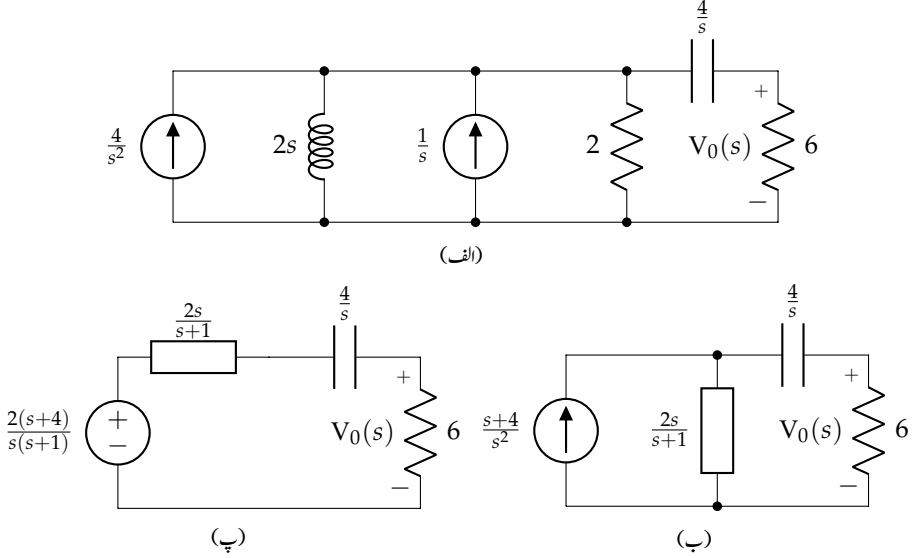 4/s
4/s² 2s 1/s 2 + V₀(s) − 6
(الف)
2s/(s+1) 4/s
2(s+4)/s(s+1) + − + V₀(s) − 6
(پ)
4/s
(s+4)/s² 2s/(s+1) + V₀(s) − 6
(ب)